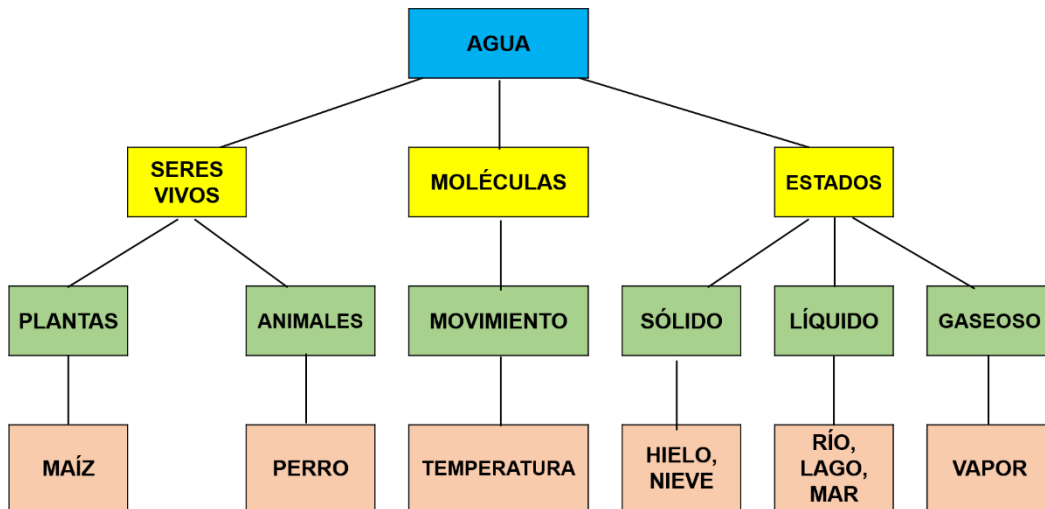 AGUA
SERES
VIVOS
MOLÉCULAS
ESTADOS
PLANTAS
ANIMALES
MOVIMIENTO
SÓLIDO
LÍQUIDO
GASEOSO
MAÍZ
PERRO
TEMPERATURA
HIELO,
NIEVE
RÍO,
LAGO,
MAR
VAPOR